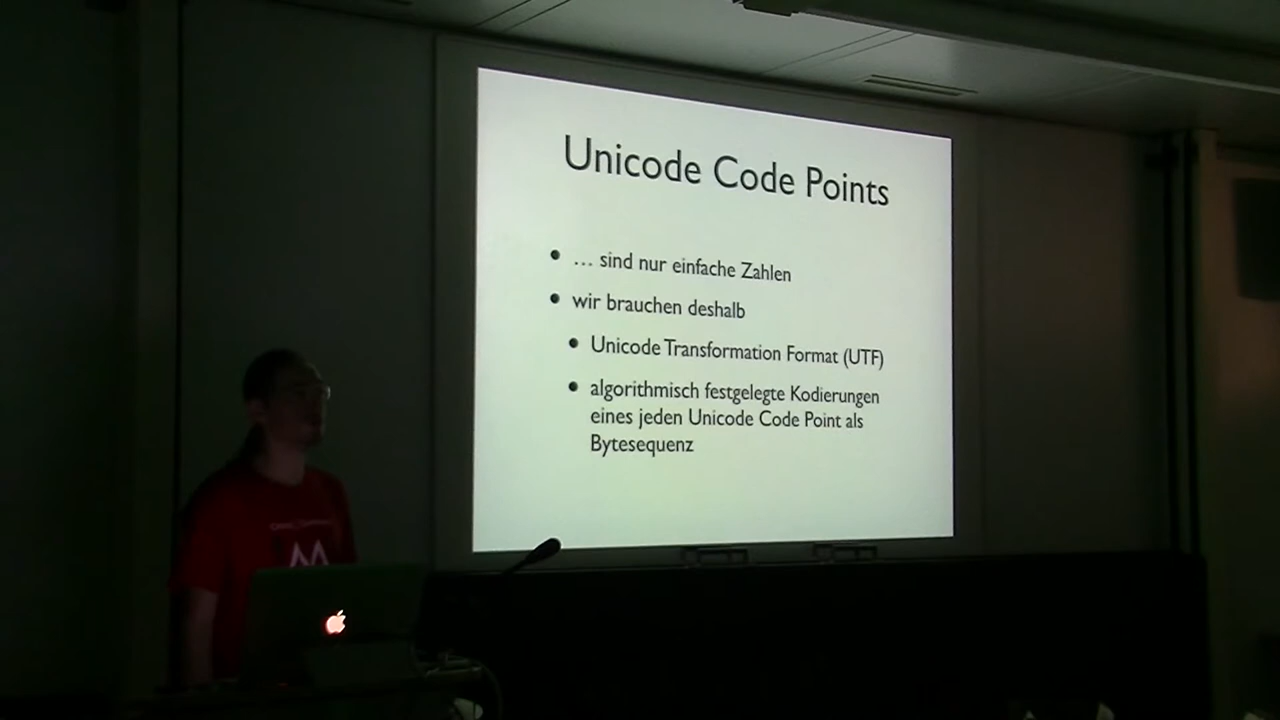 Unicode Code Points
• … sind nur einfache Zahlen
• wir brauchen deshalb
• Unicode Transformation Format (UTF)
• algorithmisch festgelegte Kodierungen
eines jeden Unicode Code Point als
Bytesequenz